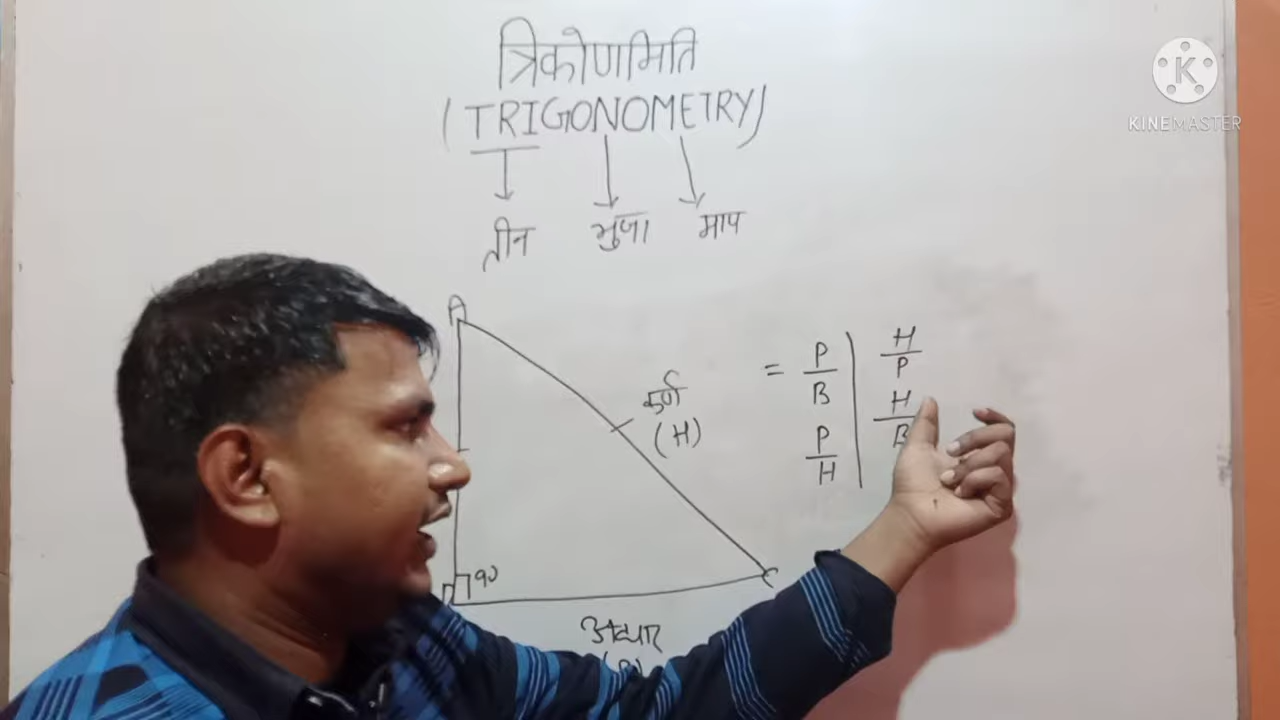 त्रिकोणमिति
(TRIGONOMETRY)
तीन भुजा माप
A
कर्ण
(H)
90
C
आधार
= P/B
P/H
H/P
H/B
K
KINEMASTER